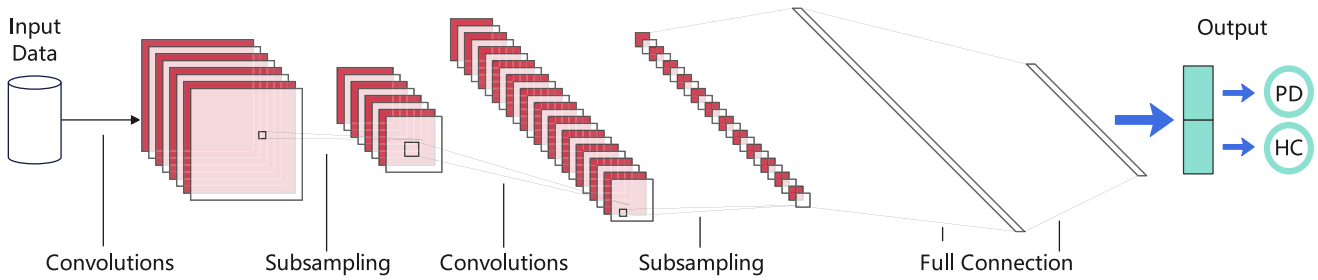 Input
Data
Output
PD
HC
Convolutions
Subsampling
Convolutions
Subsampling
Full Connection